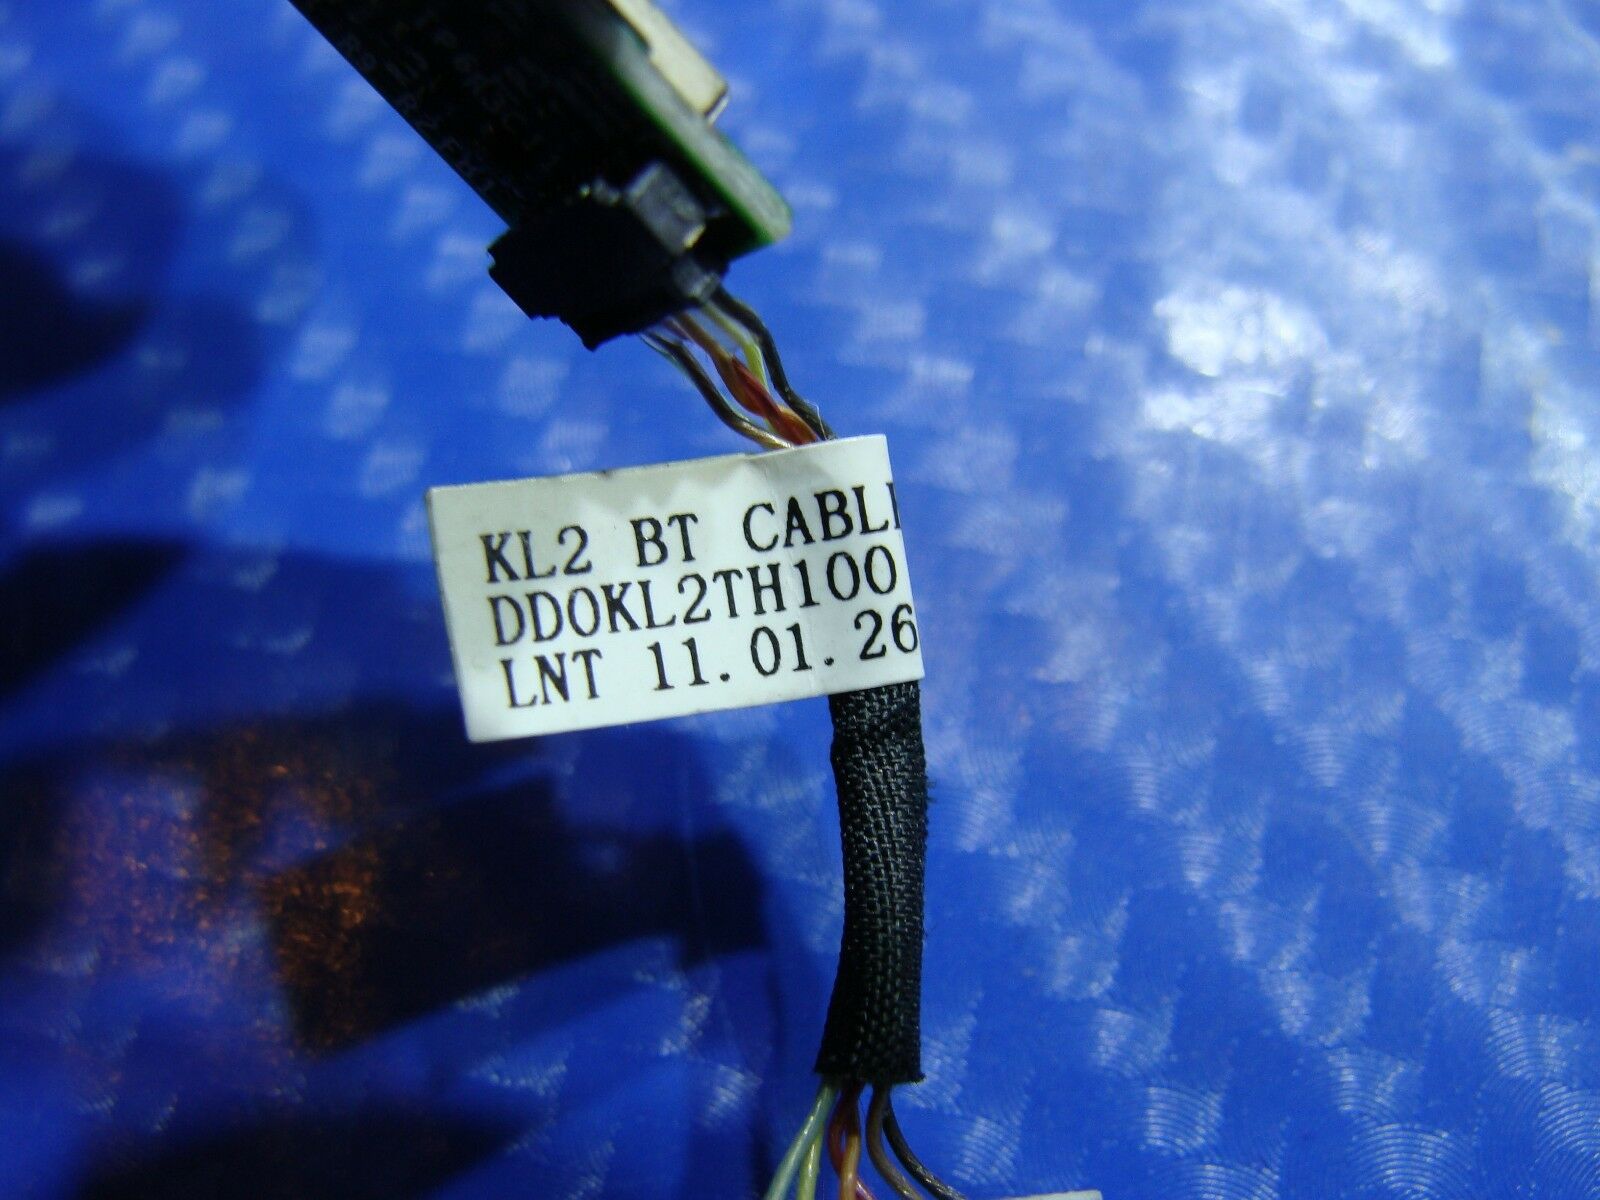 KL2 BT CABL
DD0KL2TH100
LNT 11.01.26